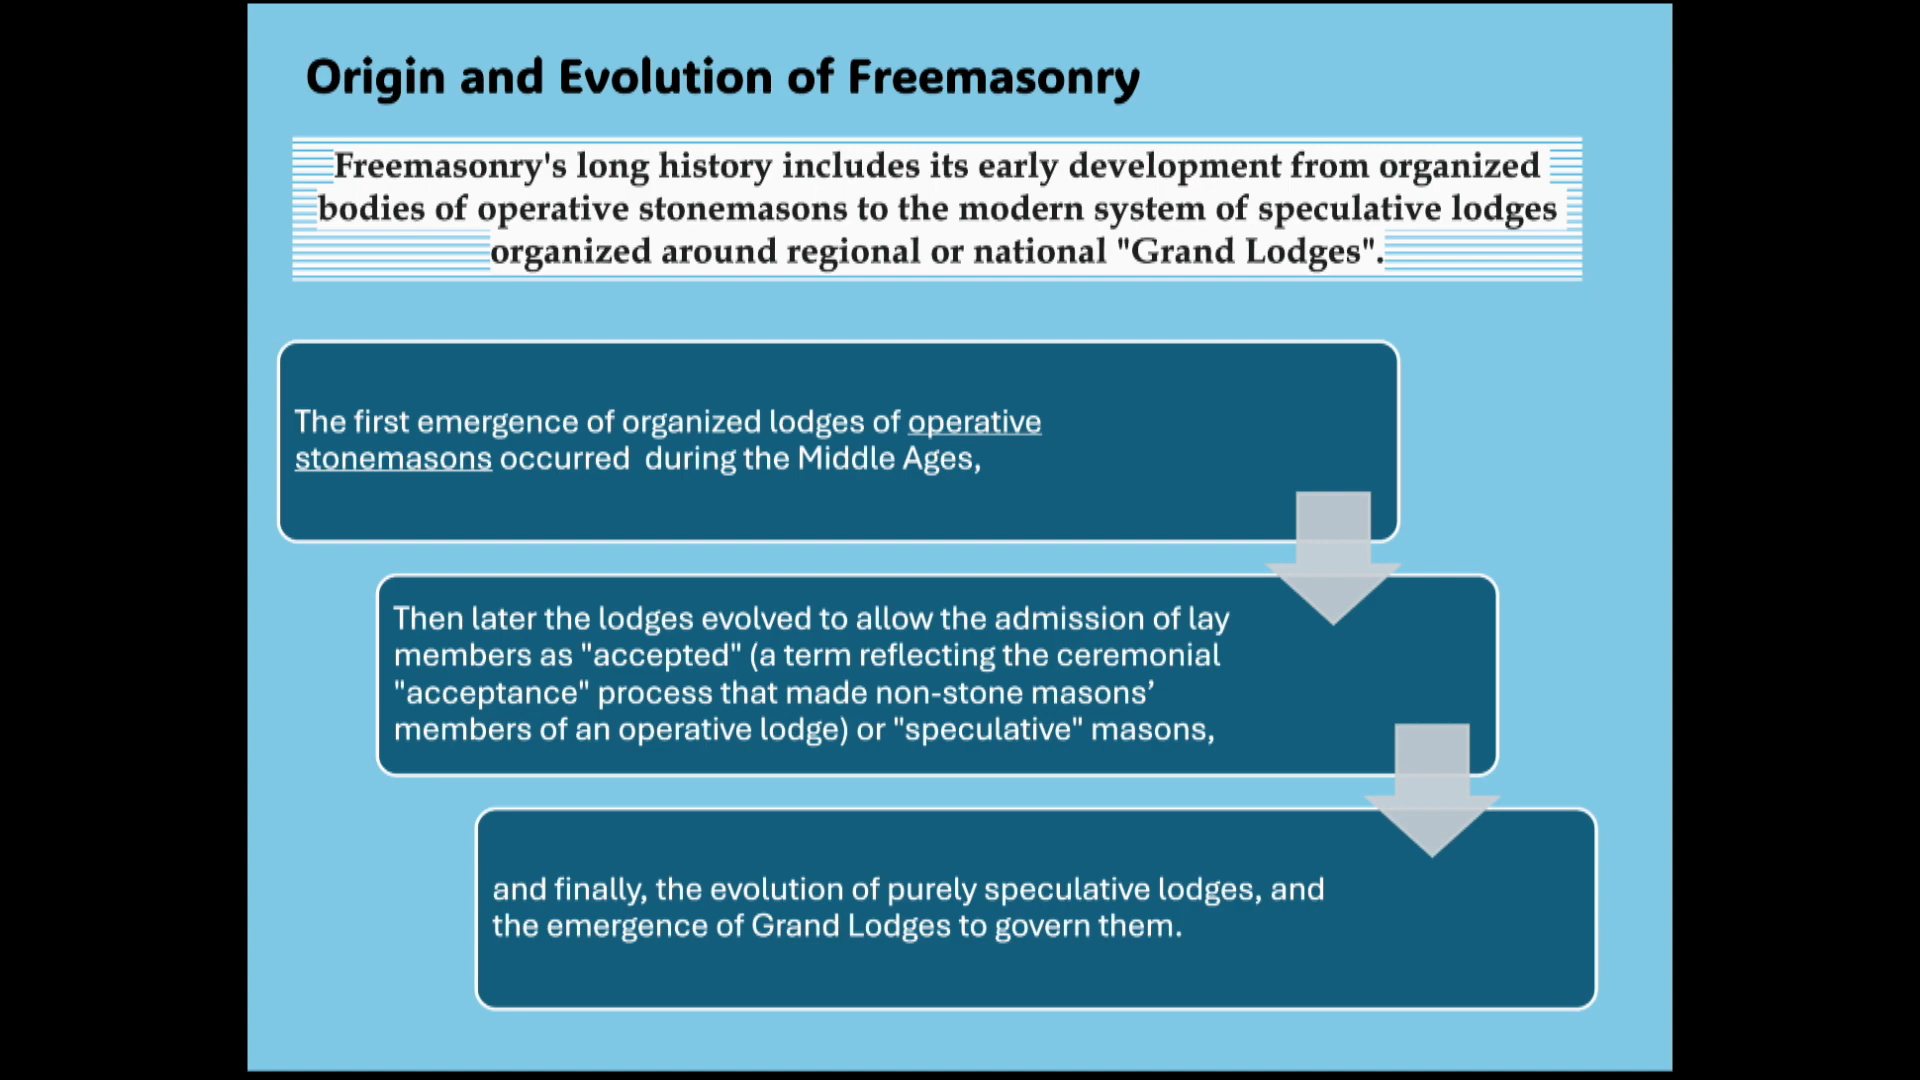 Origin and Evolution of Freemasonry
Freemasonry's long history includes its early development from organized
bodies of operative stonemasons to the modern system of speculative lodges
organized around regional or national "Grand Lodges".
The first emergence of organized lodges of operative
stonemasons occurred  during the Middle Ages,
Then later the lodges evolved to allow the admission of lay
members as "accepted" (a term reflecting the ceremonial
"acceptance" process that made non-stone masons’
members of an operative lodge) or "speculative" masons,
and finally, the evolution of purely speculative lodges, and
the emergence of Grand Lodges to govern them.